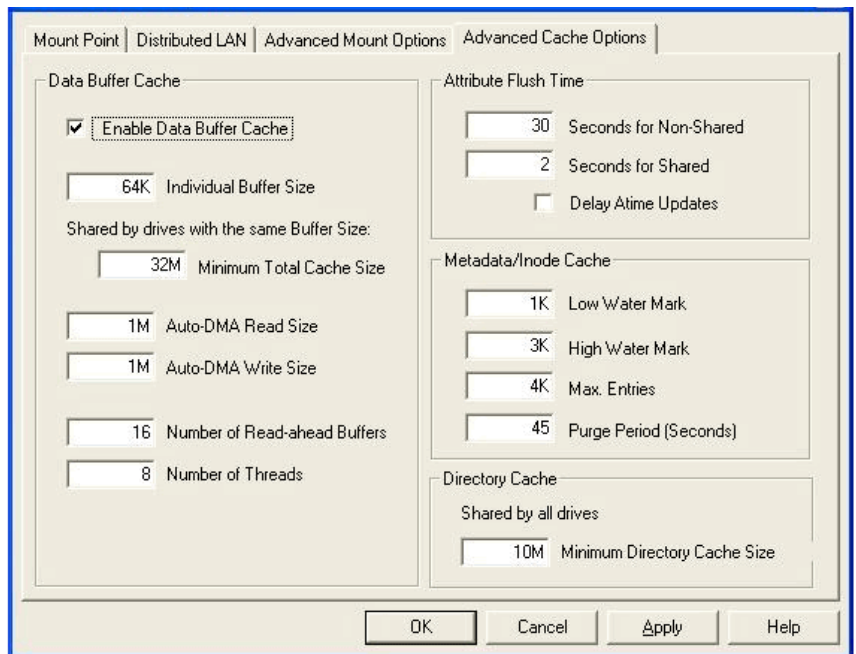 Mount Point Distributed LAN Advanced Mount Options Advanced Cache Options
Data Buffer Cache
Enable Data Buffer Cache
64K Individual Buffer Size
Shared by drives with the same Buffer Size:
32M Minimum Total Cache Size
1M Auto-DMA Read Size
1M Auto-DMA Write Size
16 Number of Read-ahead Buffers
8 Number of Threads
Attribute Flush Time
30 Seconds for Non-Shared
2 Seconds for Shared
Delay Atime Updates
Metadata/Inode Cache
1K Low Water Mark
3K High Water Mark
4K Max. Entries
45 Purge Period (Seconds)
Directory Cache
Shared by all drives
10M Minimum Directory Cache Size
OK Cancel Apply Help